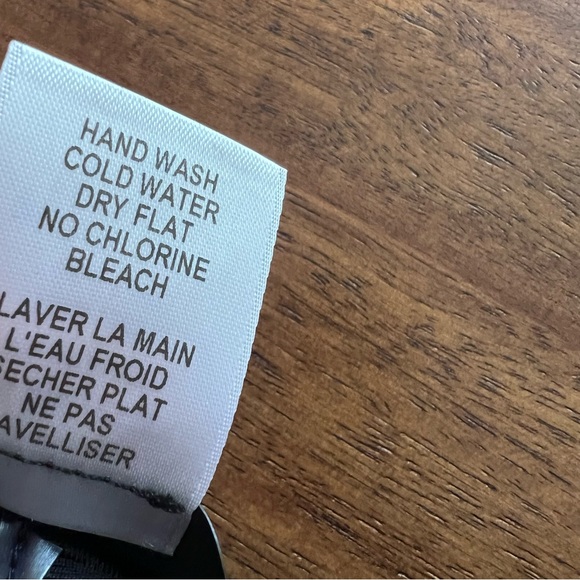 HAND WASH
COLD WATER
DRY FLAT
NO CHLORINE
BLEACH
LAVER LA MAIN
L'EAU FROID
SECHER PLAT
NE PAS
AVELLISER